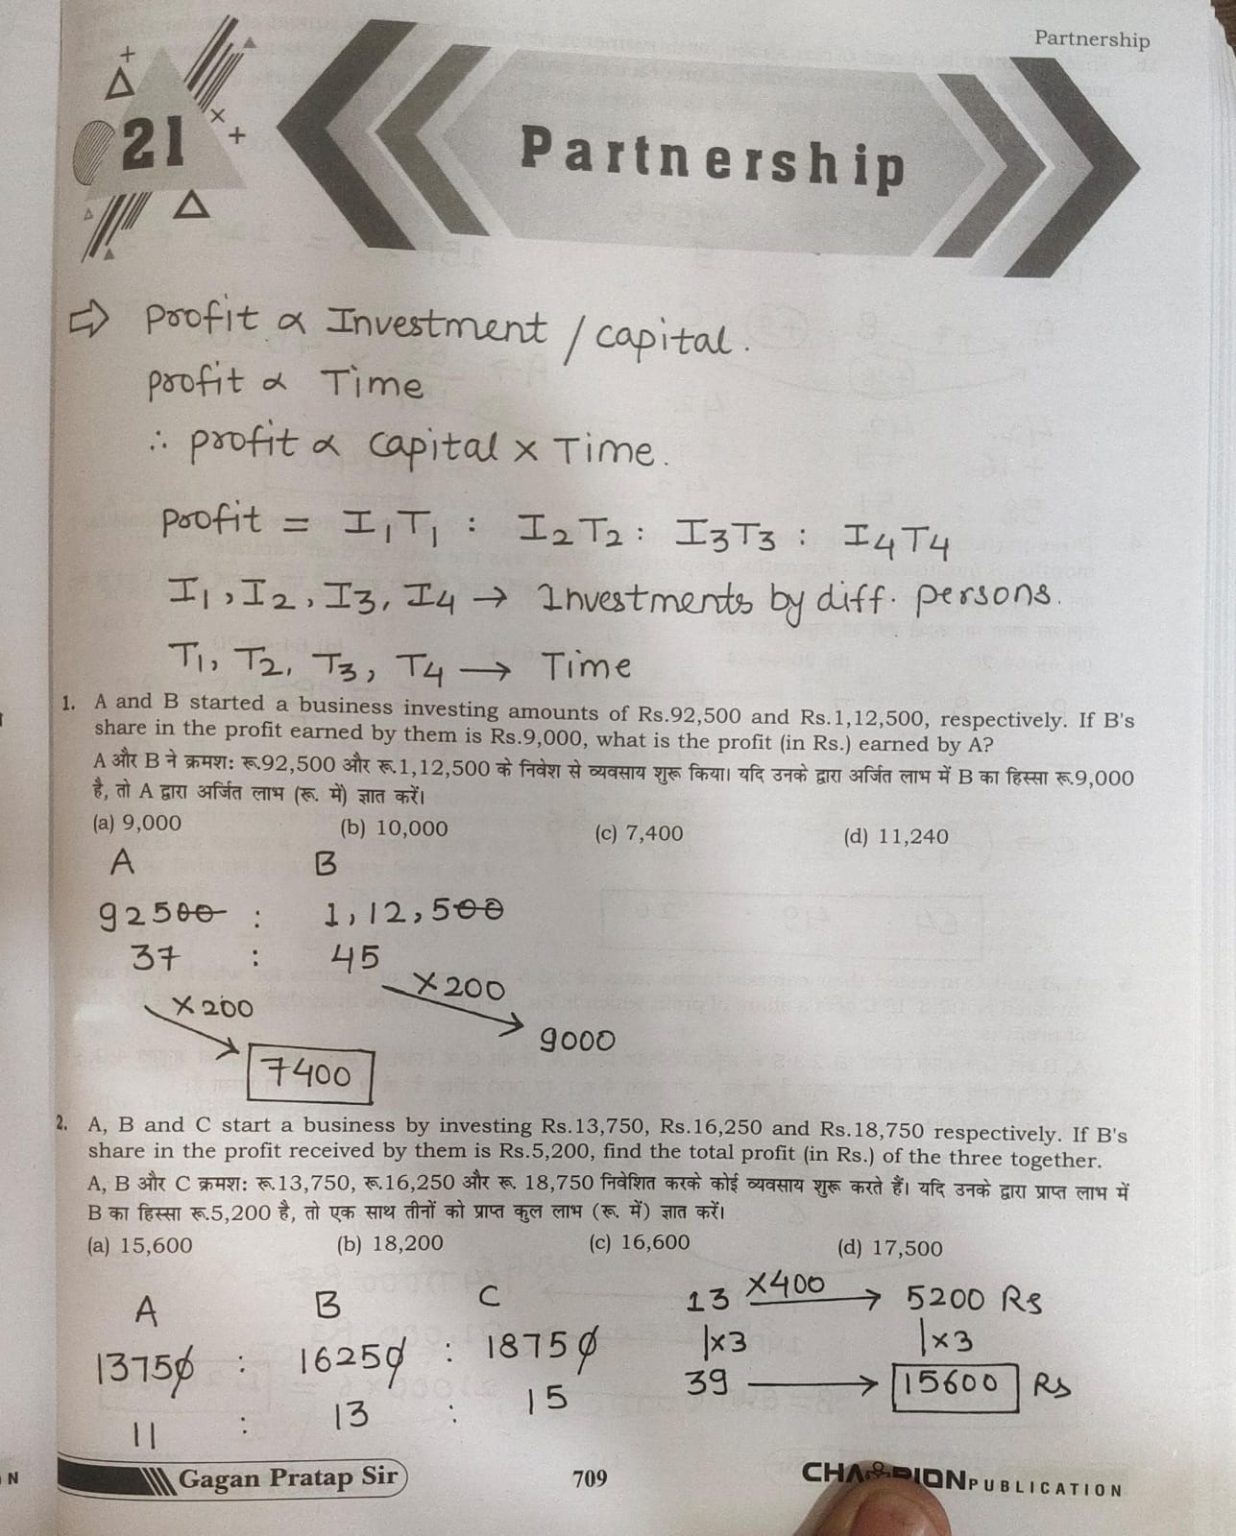 Partnership
21
Partnership
⇒ Profit ∝ Investment / capital.
profit ∝ Time
∴ profit ∝ capital × Time.
profit = I₁T₁ : I₂T₂ : I₃T₃ : I₄T₄
I₁, I₂, I₃, I₄ → Investments by diff. persons.
T₁, T₂, T₃, T₄ → Time
1. A and B started a business investing amounts of Rs.92,500 and Rs.1,12,500, respectively. If B's
share in the profit earned by them is Rs.9,000, what is the profit (in Rs.) earned by A?
A और B ने क्रमशः रू.92,500 और रू.1,12,500 के निवेश से व्यवसाय शुरू किया। यदि उनके द्वारा अर्जित लाभ में B का हिस्सा रू.9,000
है, तो A द्वारा अर्जित लाभ (रू. में) ज्ञात करें।
(a) 9,000 (b) 10,000 (c) 7,400 (d) 11,240
A B
92500 : 1,12,500
37 : 45
×200 ×200
9000
7400
2. A, B and C start a business by investing Rs.13,750, Rs.16,250 and Rs.18,750 respectively. If B's
share in the profit received by them is Rs.5,200, find the total profit (in Rs.) of the three together.
A, B और C क्रमशः रू.13,750, रू.16,250 और रू. 18,750 निवेशित करके कोई व्यवसाय शुरू करते हैं। यदि उनके द्वारा प्राप्त लाभ में
B का हिस्सा रू.5,200 है, तो एक साथ तीनों को प्राप्त कुल लाभ (रू. में) ज्ञात करें।
(a) 15,600 (b) 18,200 (c) 16,600 (d) 17,500
A B C 13 ×400 → 5200 Rs
13750 : 16250 : 18750 |×3 |×3
11 : 13 : 15 39 → 15600 Rs
Gagan Pratap Sir 709 CHAMPION PUBLICATION